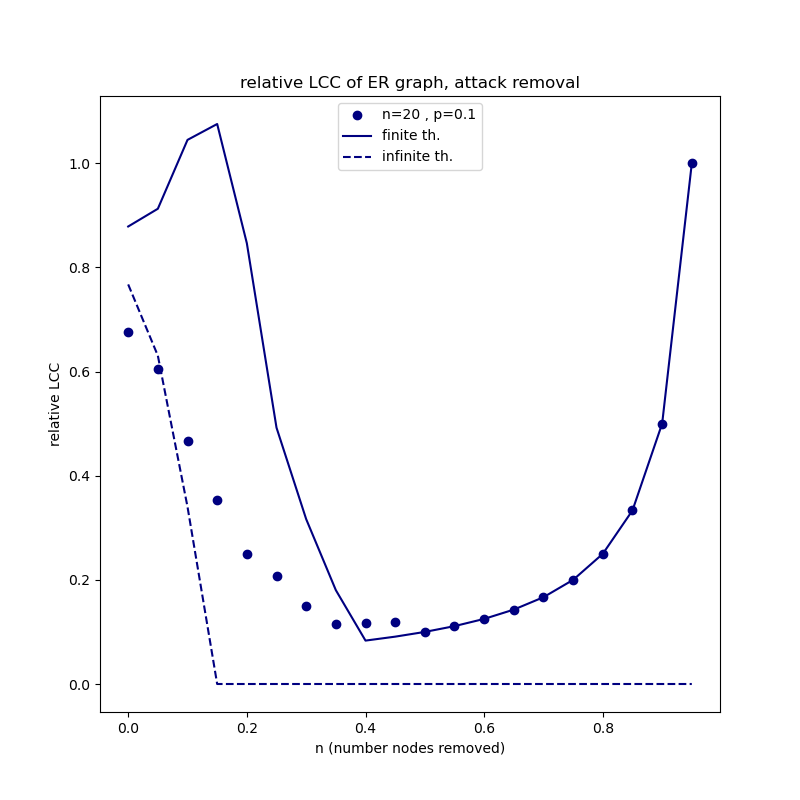 relative LCC of ER graph, attack removal
n=20 , p=0.1
finite th.
infinite th.
relative LCC
1.0
0.8
0.6
0.4
0.2
0.0
0.0 0.2 0.4 0.6 0.8
n (number nodes removed)